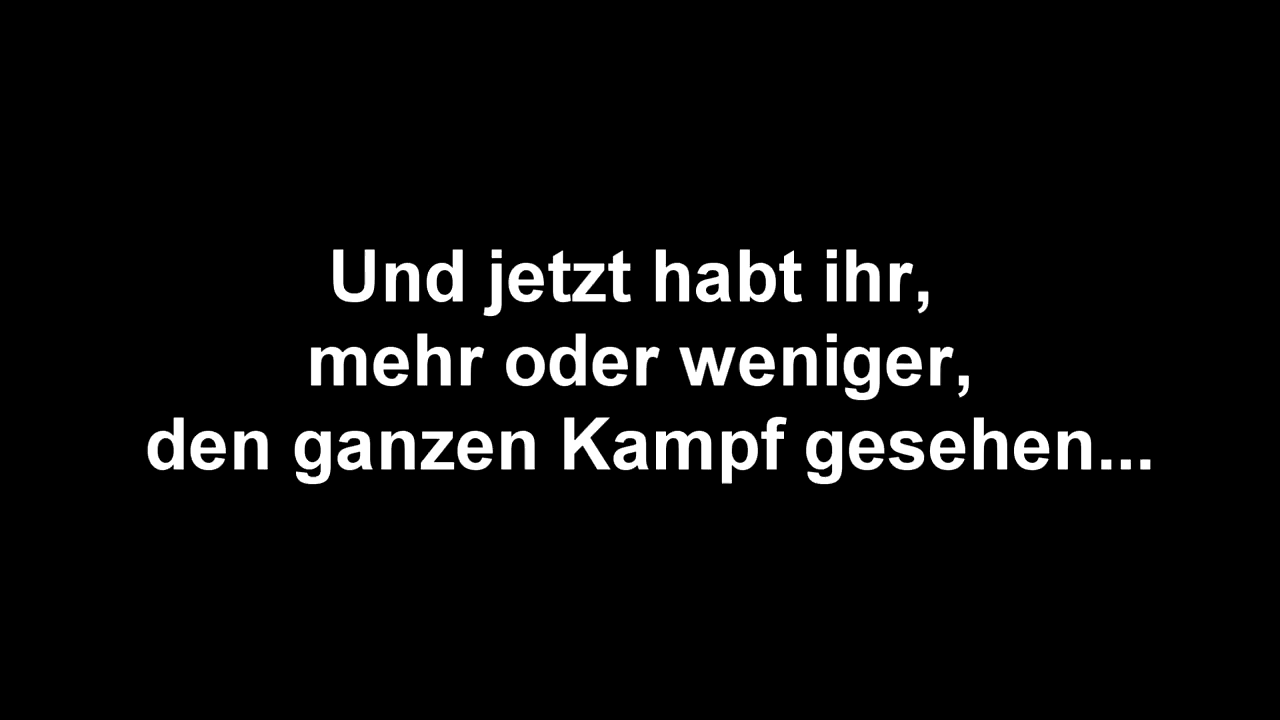 Und jetzt habt ihr,
mehr oder weniger,
den ganzen Kampf gesehen...